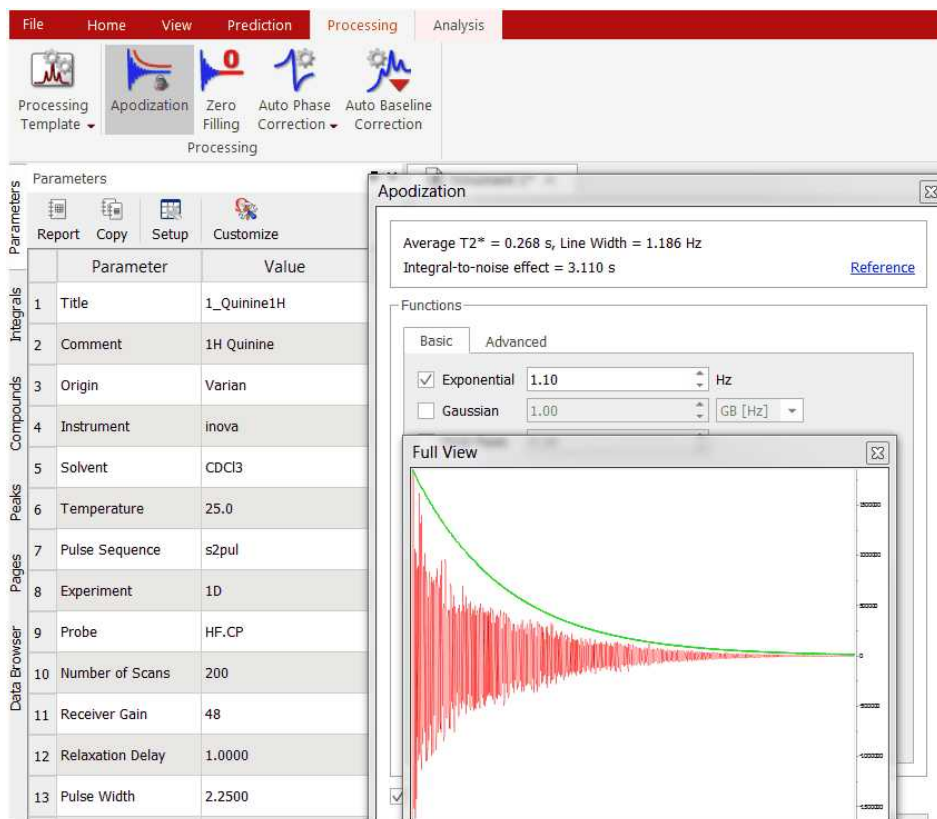 File Home View Prediction Processing Analysis
0
Processing Template Apodization Zero Filling Auto Phase Correction Auto Baseline Correction
Processing
Parameters
Integrals
Compounds
Peaks
Pages
Data Browser
Parameters
Report Copy Setup Customize
Parameter Value
1 Title 1_Quinine1H
2 Comment 1H Quinine
3 Origin Varian
4 Instrument inova
5 Solvent CDCl3
6 Temperature 25.0
7 Pulse Sequence s2pul
8 Experiment 1D
9 Probe HF.CP
10 Number of Scans 200
11 Receiver Gain 48
12 Relaxation Delay 1.0000
13 Pulse Width 2.2500
Apodization
Average T2* = 0.268 s, Line Width = 1.186 Hz
Integral-to-noise effect = 3.110 s Reference
Functions
Basic Advanced
Exponential 1.10 Hz
Gaussian 1.00 GB [Hz]
Full View
0